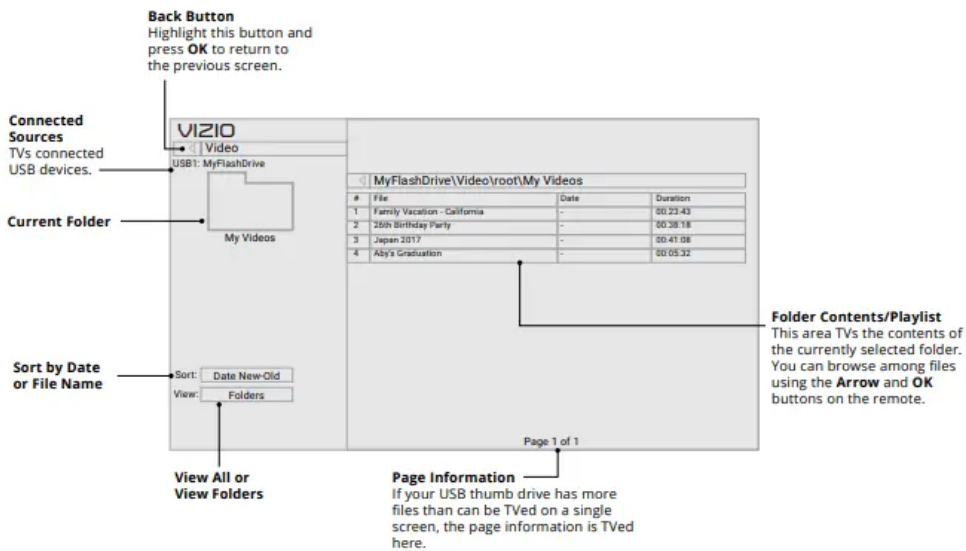 Back Button
Highlight this button and
press OK to return to
the previous screen.
Connected
Sources
TVs connected
USB devices.
Current Folder
Sort by Date
or File Name
VIZIO
Video
USB1: MyFlashDrive
My Videos
Sort: Date New-Old
View: Folders
MyFlashDrive\Video\root\My Videos
# File Date Duration
1 Family Vacation - California - 00:23:43
2 26th Birthday Party - 00:38:18
3 Japan 2017 - 00:41:08
4 Aby's Graduation - 00:05:32
Page 1 of 1
Folder Contents/Playlist
This area TVs the contents of
the currently selected folder.
You can browse among files
using the Arrow and OK
buttons on the remote.
View All or
View Folders
Page Information
If your USB thumb drive has more
files than can be TVed on a single
screen, the page information is TVed
here.